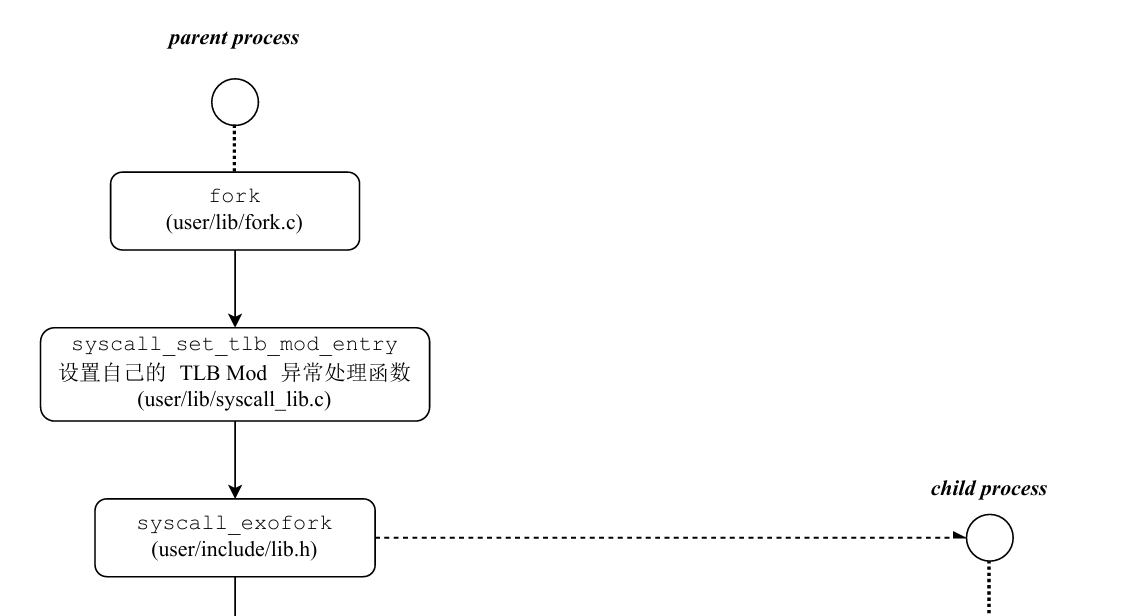 parent process
fork
(user/lib/fork.c)
syscall_set_tlb_mod_entry
设置自己的 TLB Mod 异常处理函数
(user/lib/syscall_lib.c)
child process
syscall_exofork
(user/include/lib.h)